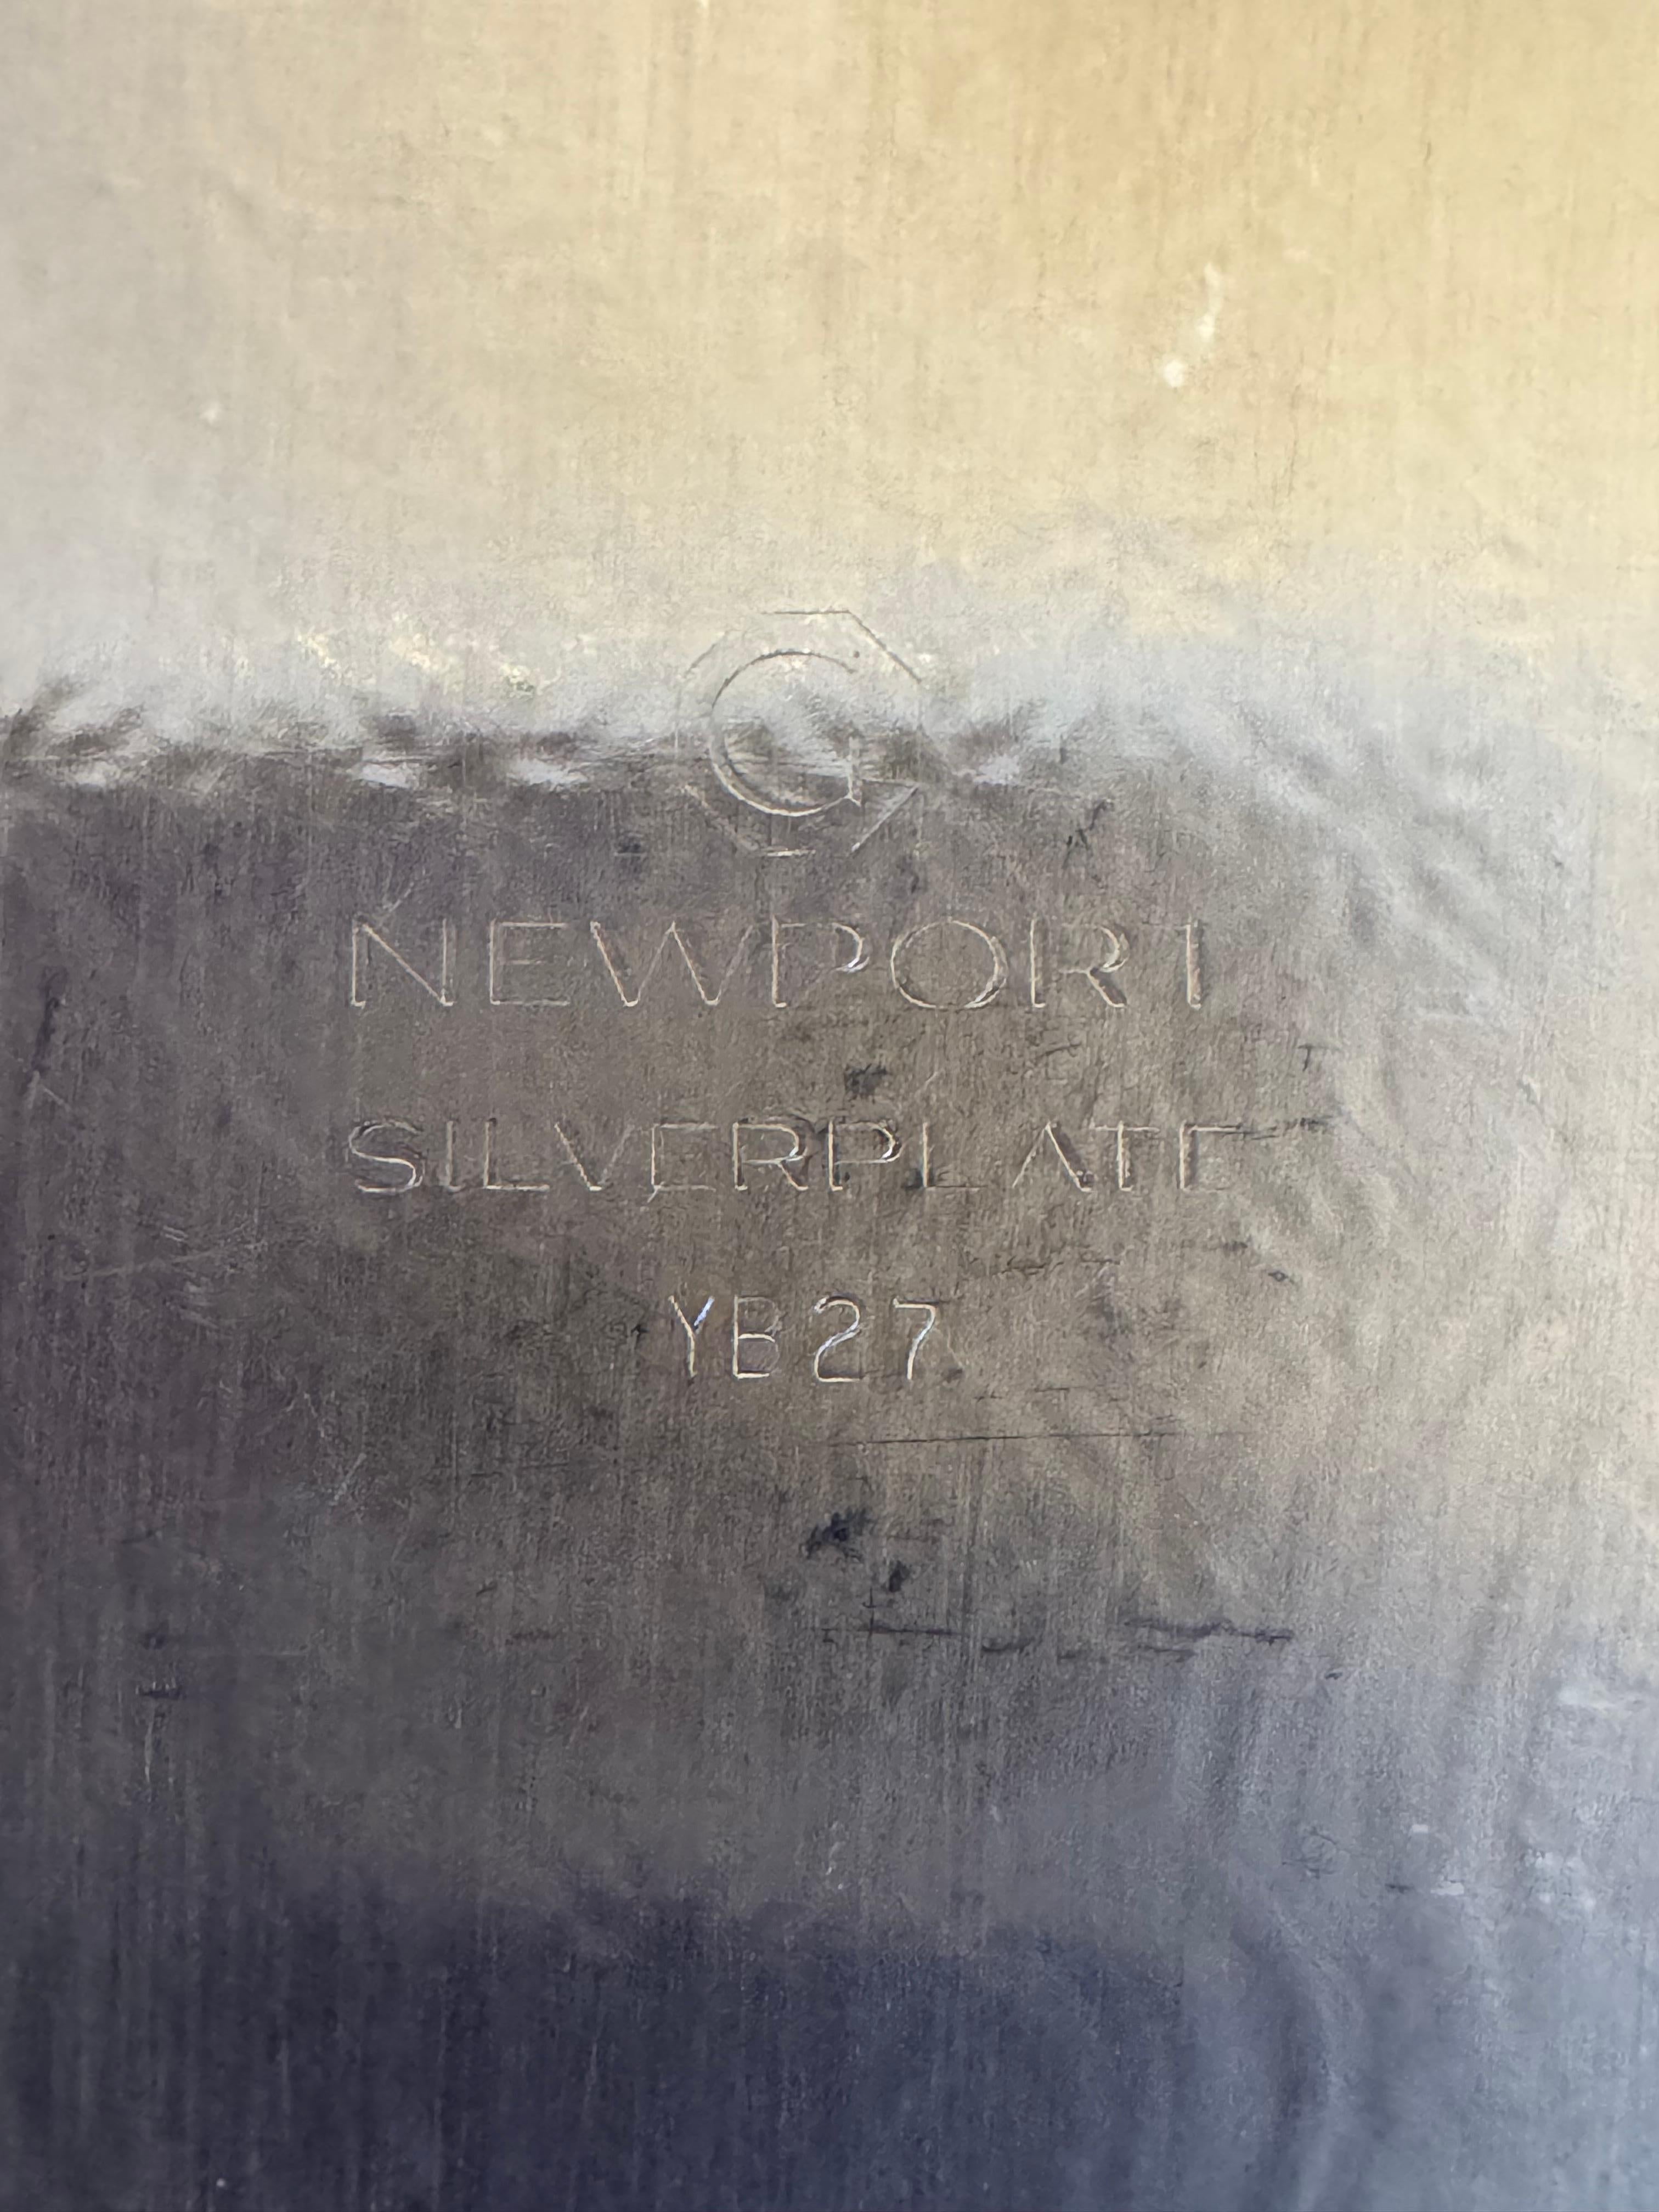 G
NEWPORT
SILVERPLATE
YB27